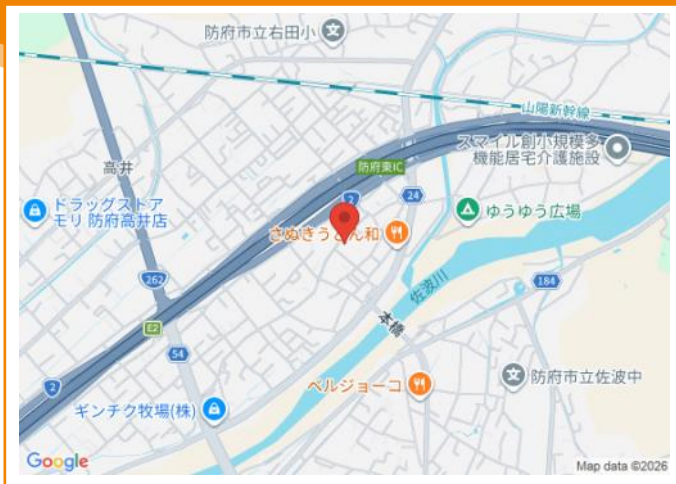 防府市立右田小
山陽新幹線
スマイル創小規模多
機能居宅介護施設
高井
防府東IC
2
24
ドラッグストア
モリ 防府高井店
ゆうゆう広場
さぬきうどん和
262
佐波川
184
E2
本橋
54
防府市立佐波中
2
ベルジョーコ
ギンチク牧場(株)
Google
Map data ©2026